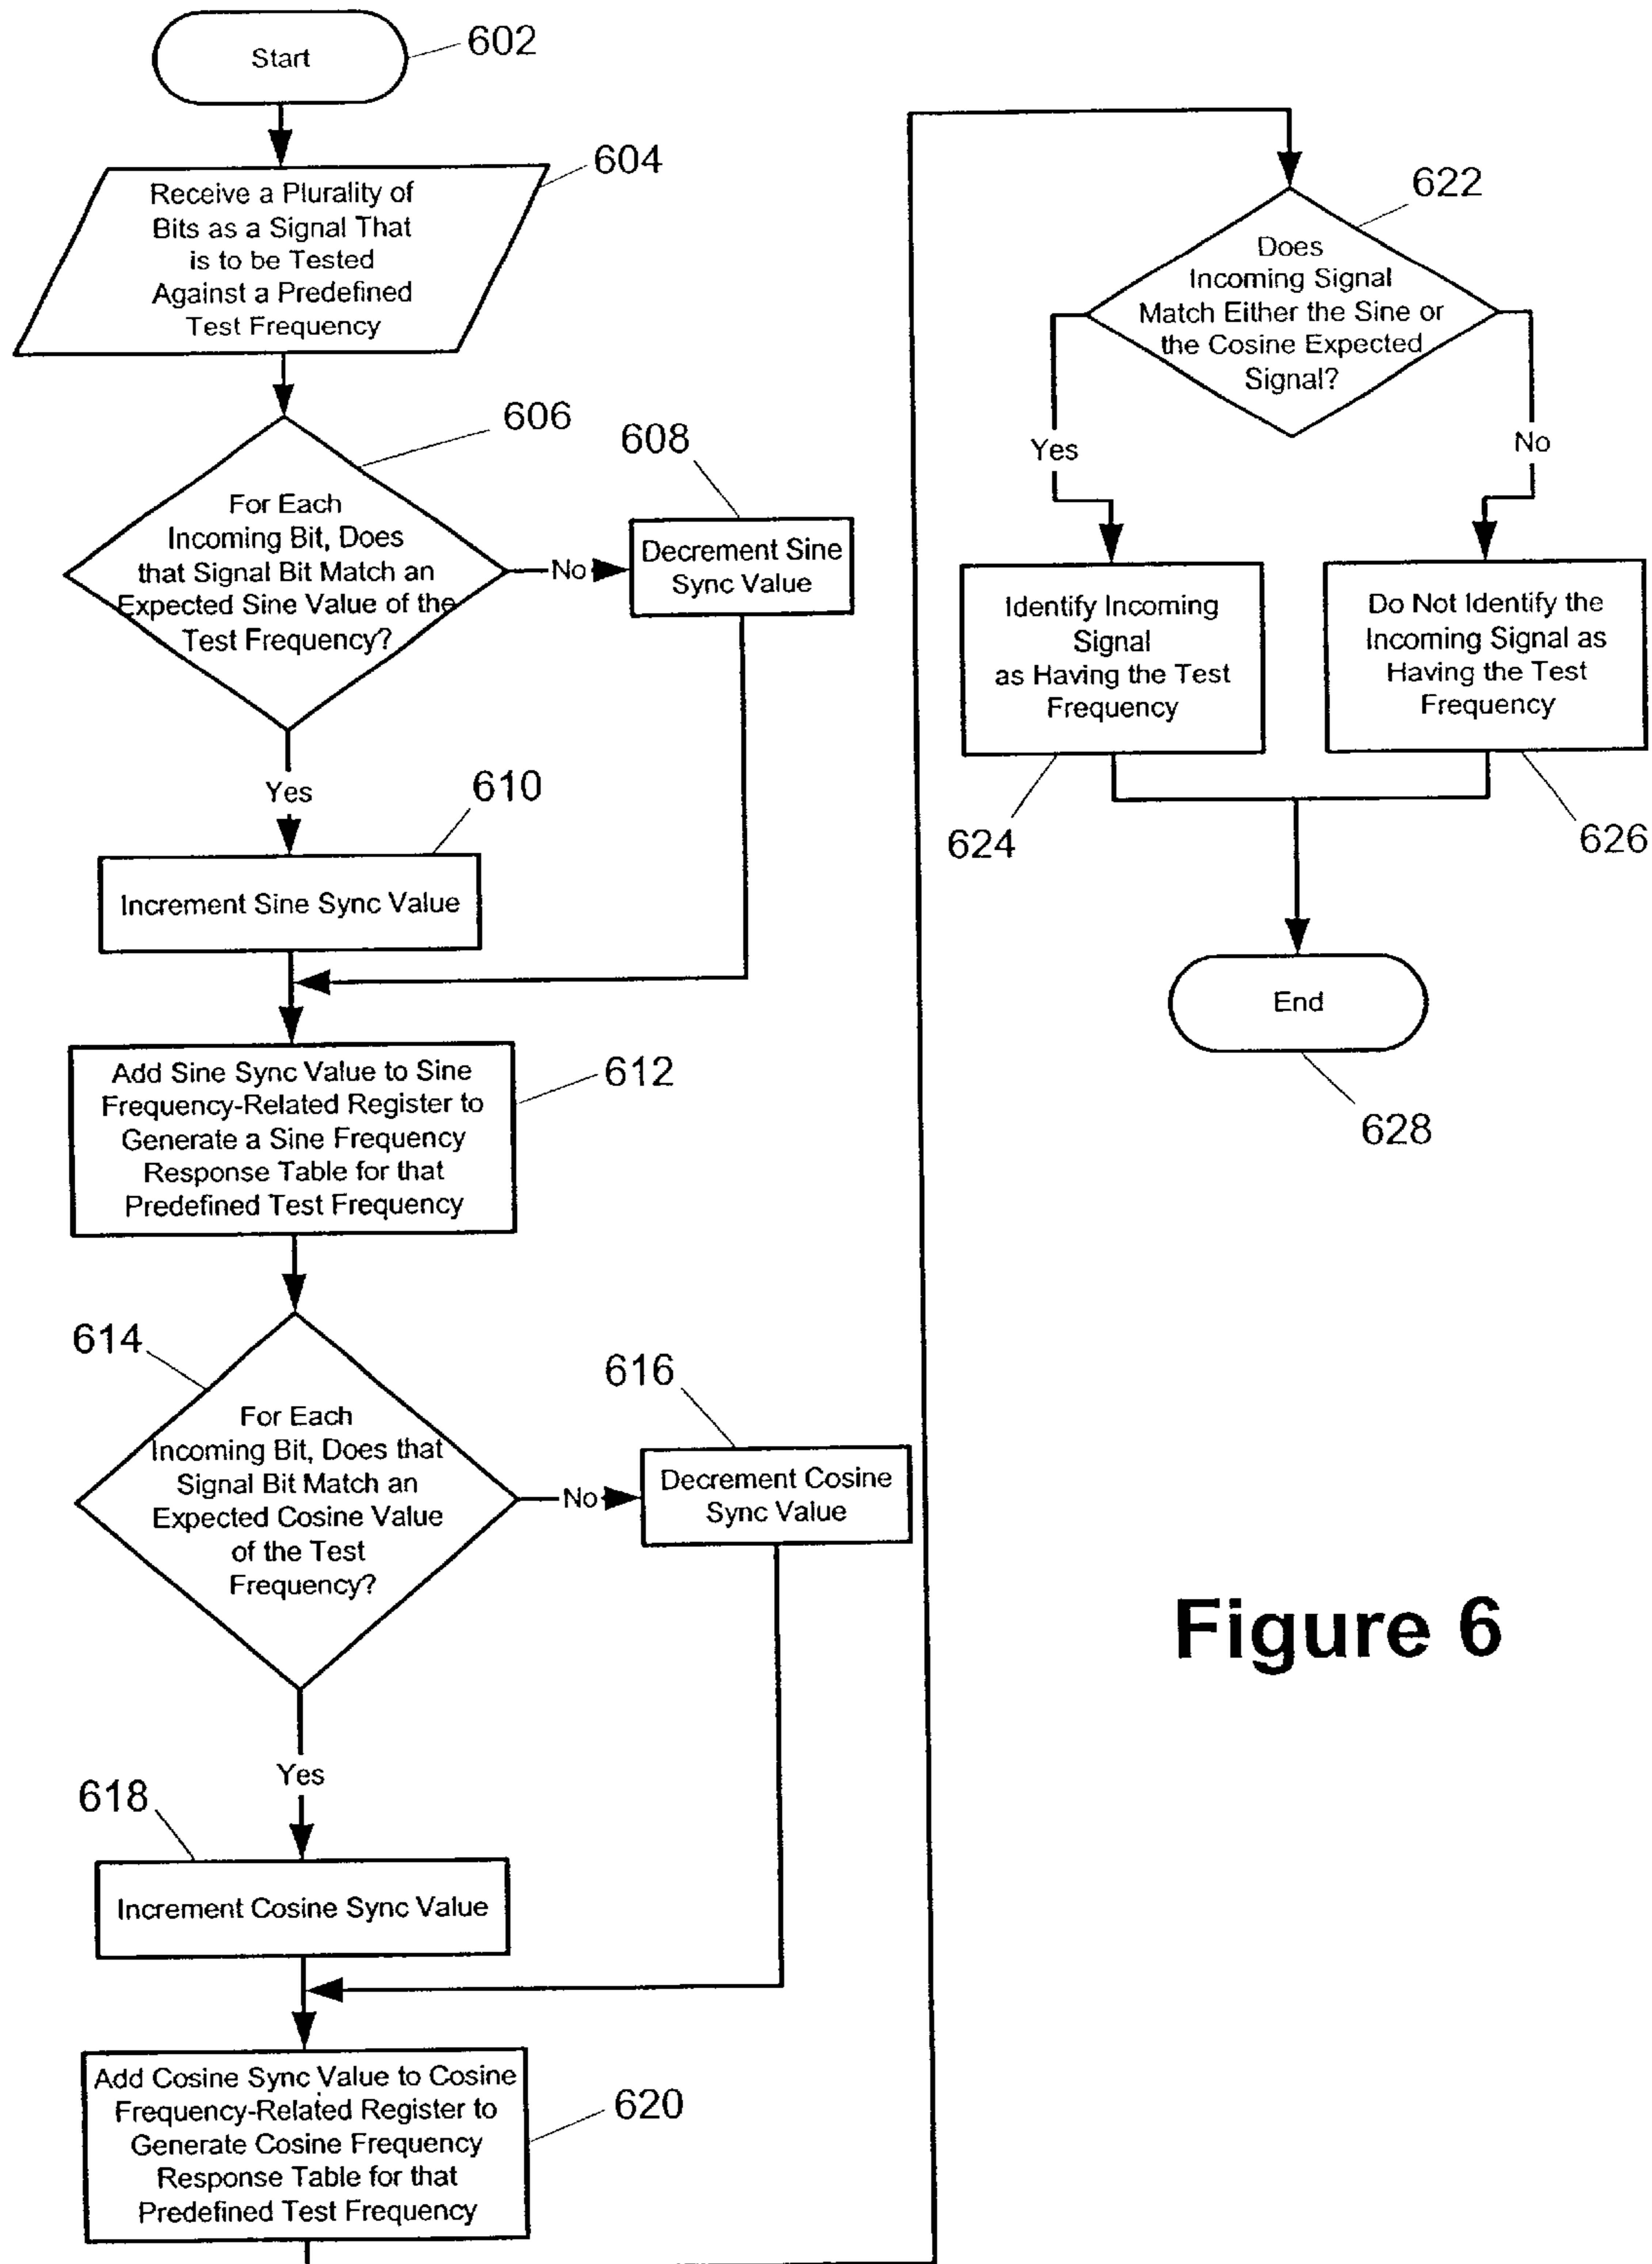 Start
602
Receive a Plurality of
Bits as a Signal That
is to be Tested
Against a Predefined
Test Frequency
604
For Each
Incoming Bit, Does
that Signal Bit Match an
Expected Sine Value of the
Test Frequency?
606
No
608
Decrement Sine
Sync Value
Yes
610
Increment Sine Sync Value
Add Sine Sync Value to Sine
Frequency-Related Register to
Generate a Sine Frequency
Response Table for that
Predefined Test Frequency
612
614
For Each
Incoming Bit, Does that
Signal Bit Match an
Expected Cosine Value
of the Test
Frequency?
No
616
Decrement Cosine
Sync Value
Yes
618
Increment Cosine Sync Value
Add Cosine Sync Value to Cosine
Frequency-Related Register to
Generate Cosine Frequency
Response Table for that
Predefined Test Frequency
620
622
Does
Incoming Signal
Match Either the Sine or
the Cosine Expected
Signal?
Yes
No
Identify Incoming
Signal
as Having the Test
Frequency
624
Do Not Identify the
Incoming Signal as
Having the Test
Frequency
626
End
628
Figure 6